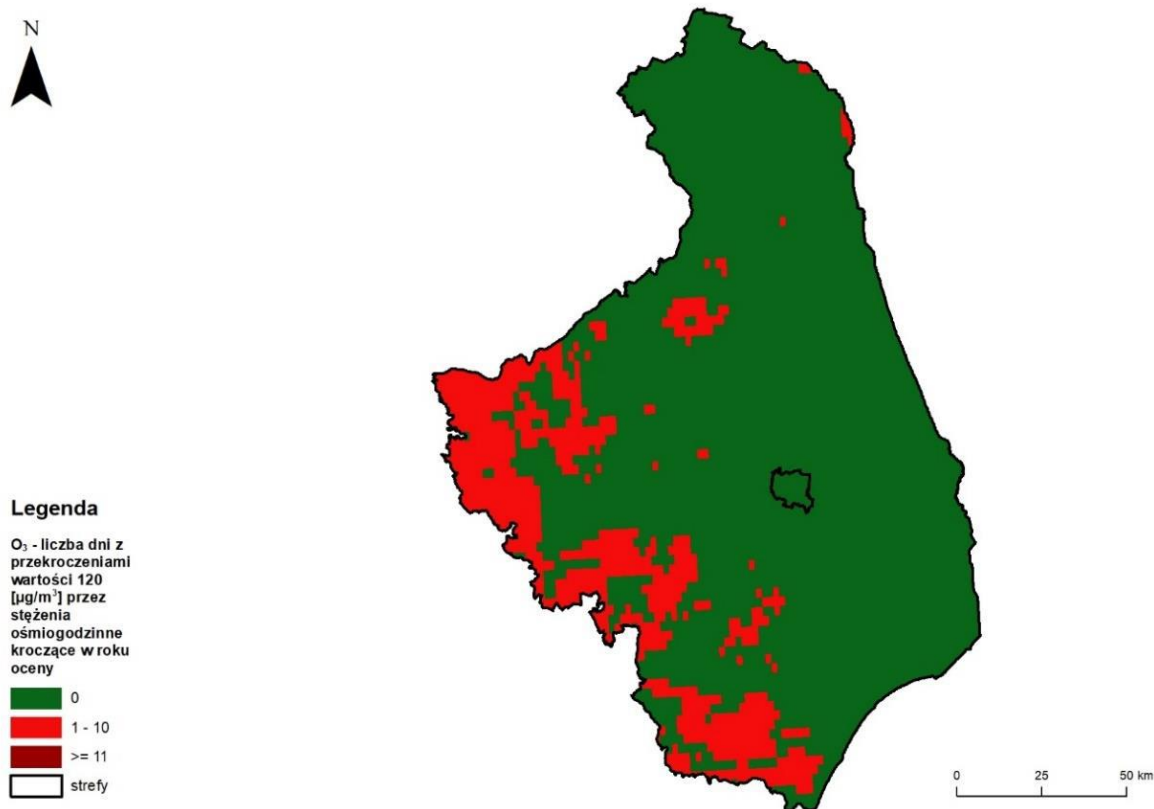 N
Legenda
O₃ - liczba dni z
przekroczeniami
wartości 120
[µg/m³] przez
stężenia
ośmiogodzinne
kroczące w roku
oceny
0
1 - 10
>= 11
strefy
0 25 50 km